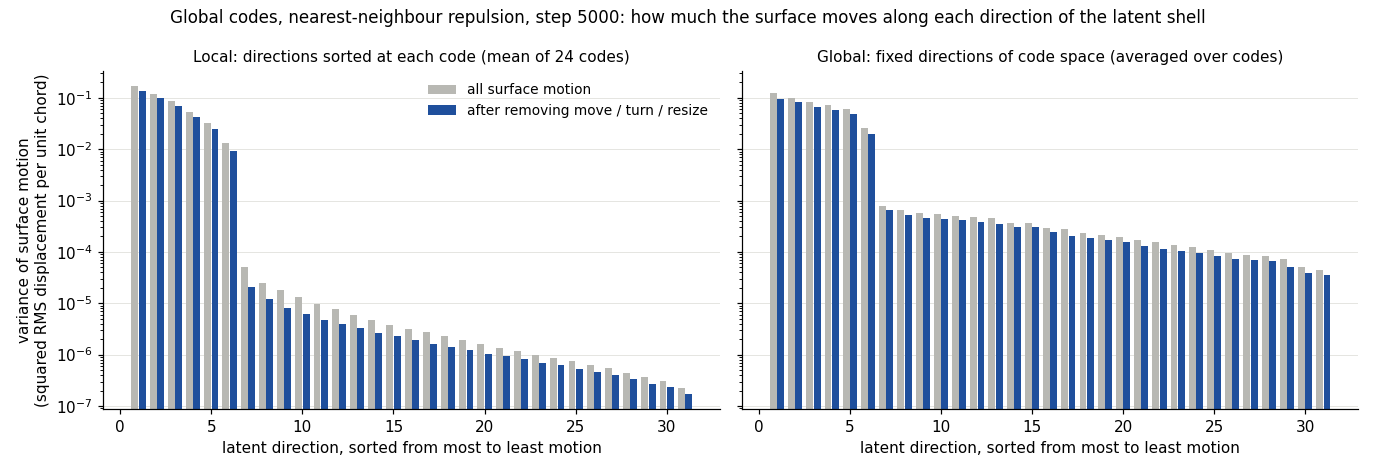 Global codes, nearest-neighbour repulsion, step 5000: how much the surface moves along each direction of the latent shell
Local: directions sorted at each code (mean of 24 codes)
Global: fixed directions of code space (averaged over codes)
variance of surface motion
(squared RMS displacement per unit chord)
10⁻¹
10⁻²
10⁻³
10⁻⁴
10⁻⁵
10⁻⁶
10⁻⁷
all surface motion
after removing move / turn / resize
0 5 10 15 20 25 30
0 5 10 15 20 25 30
latent direction, sorted from most to least motion
latent direction, sorted from most to least motion